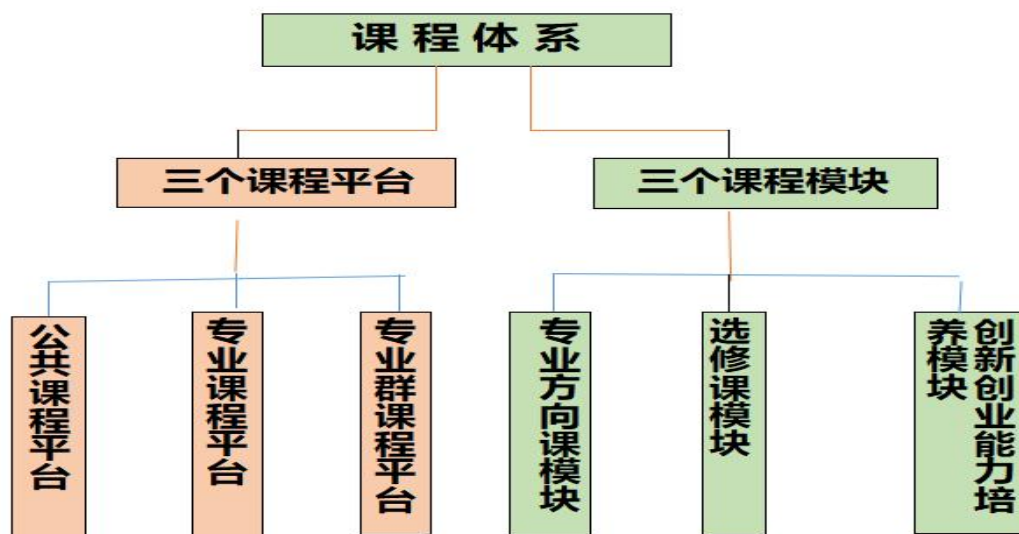 课程体系
三个课程平台
三个课程模块
公共课程平台
专业课程平台
专业群课程平台
专业方向课模块
选修课模块
创新创业能力培
养模块